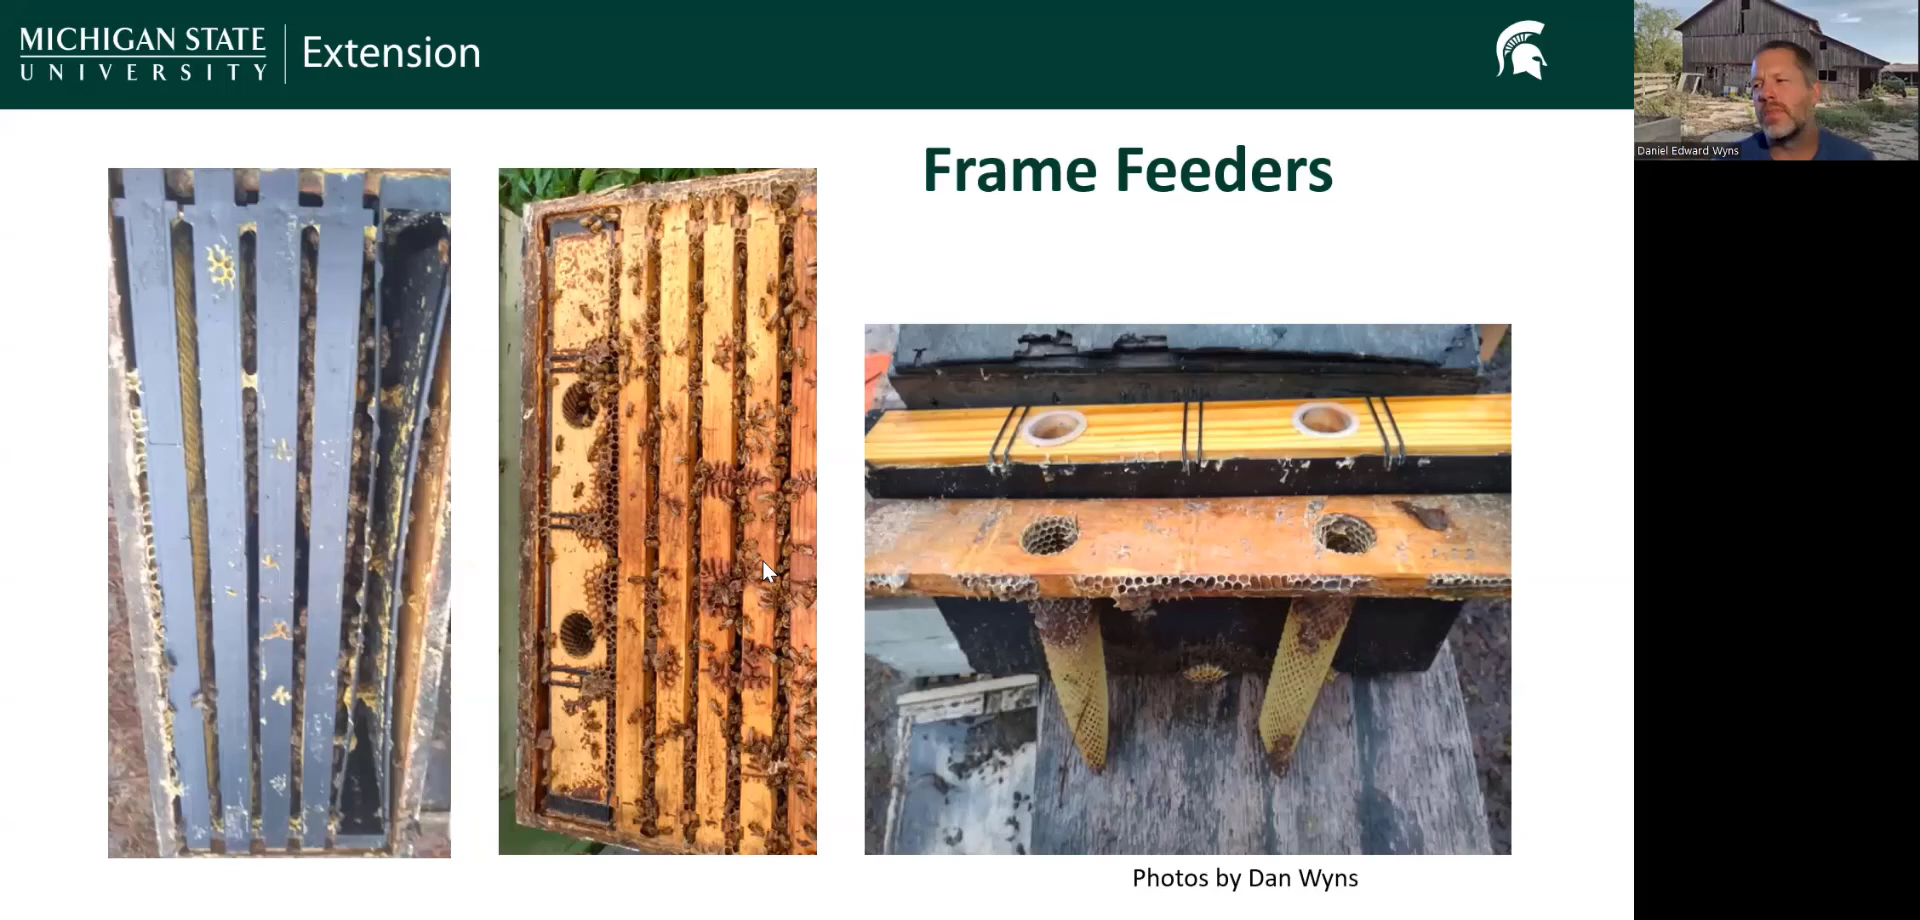 MICHIGAN STATE
UNIVERSITY
Extension
Daniel Edward Wyns
Frame Feeders
Photos by Dan Wyns